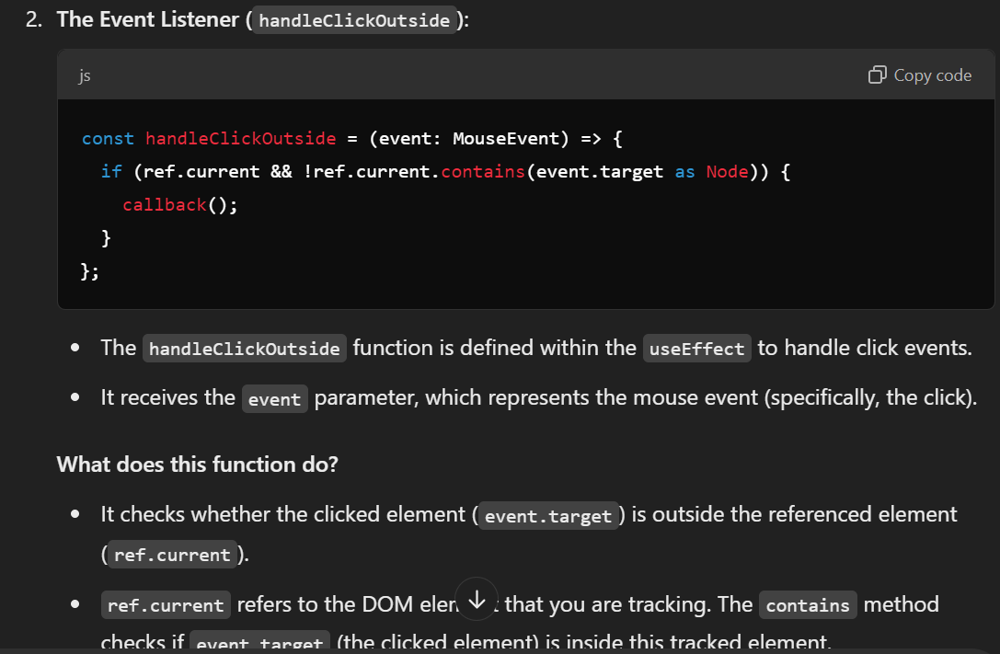 2. The Event Listener (handleClickOutside):
js
Copy code
const handleClickOutside = (event: MouseEvent) => {
if (ref.current && !ref.current.contains(event.target as Node)) {
callback();
}
};
The handleClickOutside function is defined within the useEffect to handle click events.
It receives the event parameter, which represents the mouse event (specifically, the click).
What does this function do?
It checks whether the clicked element (event.target) is outside the referenced element
(ref.current).
ref.current refers to the DOM that you are tracking. The contains method
checks if event.target (the clicked element) is inside this tracked element.